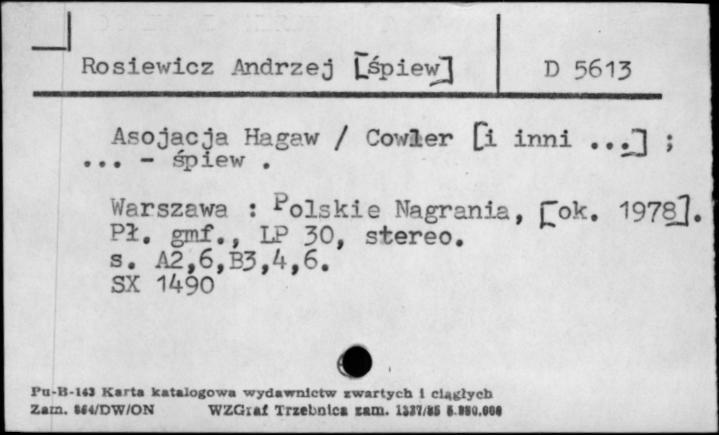 Rosiewicz Andrzej [śpiew]
D 5613
Asojacja Hagaw / Cowler [i inni ...] ;
... - śpiew .
Warszawa : Polskie Nagrania, [ok. 1978].
Pł. gmf., LP 30, stereo.
s. A2,6,B3,4,6.
SX 1490
Pu-B-143 Karta katalogowa wydawnictw zwartych i ciągłych
Zam. 864/DW/ON WZGraf Trzebnica zam. 1327/85 5.980.000